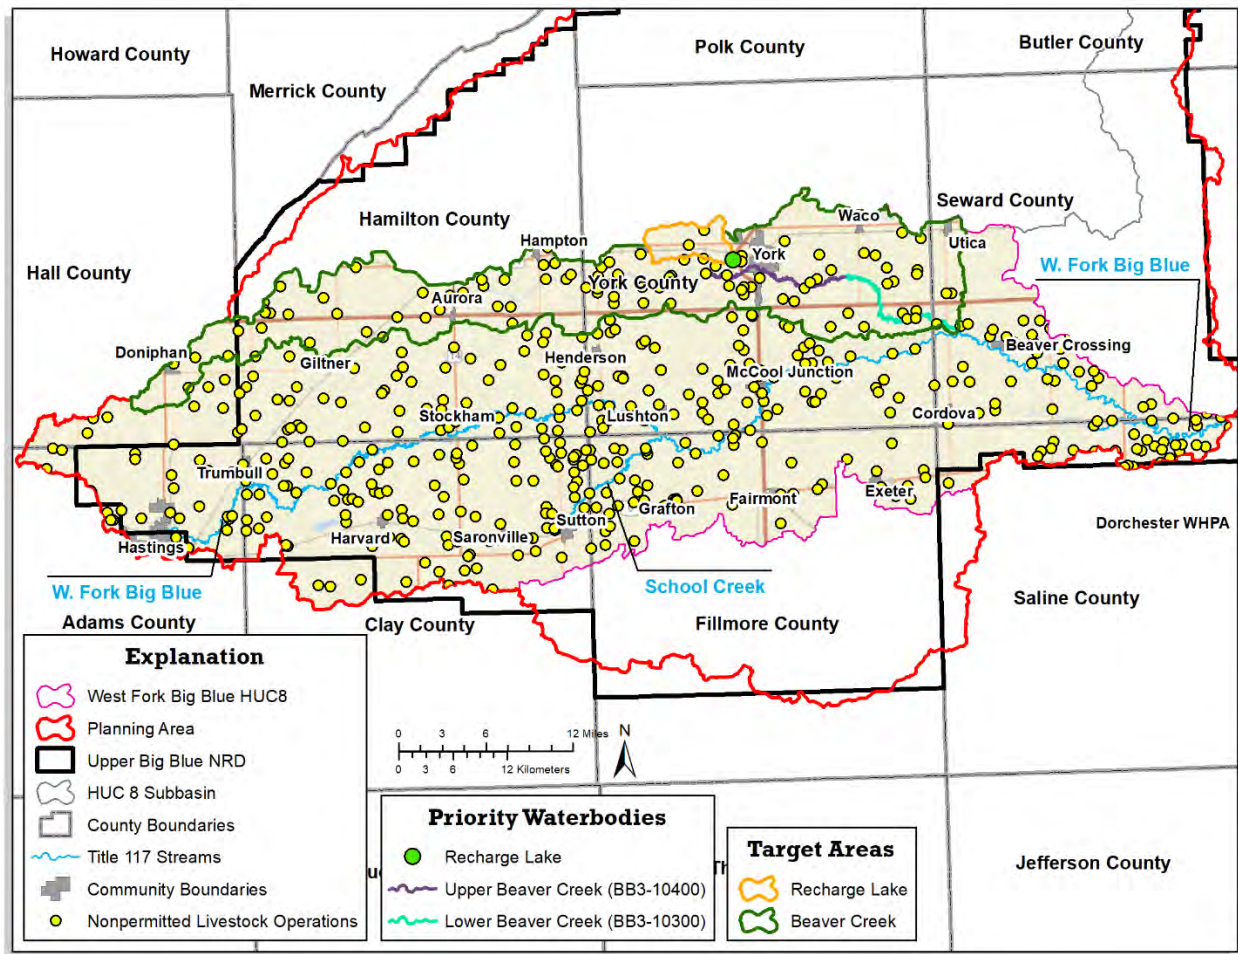 Howard County
Polk County
Butler County
Merrick County
Hamilton County
Seward County
Waco
Hampton
Utica
York
Hall County
W. Fork Big Blue
York County
Aurora
Doniphan
Giltner
Henderson
Beaver Crossing
McCool Junction
Stockham
Lushton
Cordova
Trumbull
Fairmont
Exeter
Grafton
Sutton
Dorchester WHPA
Hastings
Harvard
Saronville
W. Fork Big Blue
School Creek
Saline County
Adams County
Clay County
Fillmore County
Explanation
West Fork Big Blue HUC8
Planning Area
Upper Big Blue NRD
HUC 8 Subbasin
County Boundaries
Title 117 Streams
Community Boundaries
Nonpermitted Livestock Operations
0 3 6 12 Miles
0 3 6 12 Kilometers
N
Priority Waterbodies
Recharge Lake
Upper Beaver Creek (BB3-10400)
Lower Beaver Creek (BB3-10300)
Target Areas
Recharge Lake
Beaver Creek
Jefferson County